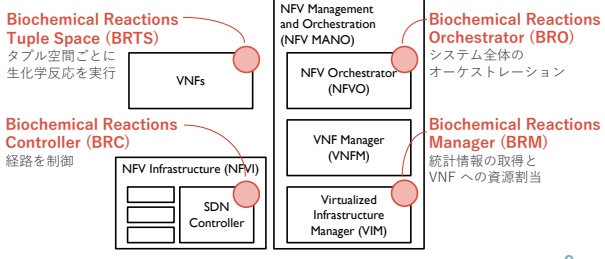 Biochemical Reactions
Tuple Space (BRTS)
タプル空間ごとに
生化学反応を実行
VNFs
Biochemical Reactions
Controller (BRC)
経路を制御
NFV Infrastructure (NFVI)
SDN
Controller
NFV Management
and Orchestration
(NFV MANO)
NFV Orchestrator
(NFVO)
VNF Manager
(VNFM)
Virtualized
Infrastructure
Manager (VIM)
Biochemical Reactions
Orchestrator (BRO)
システム全体の
オーケストレーション
Biochemical Reactions
Manager (BRM)
統計情報の取得と
VNF への資源割当